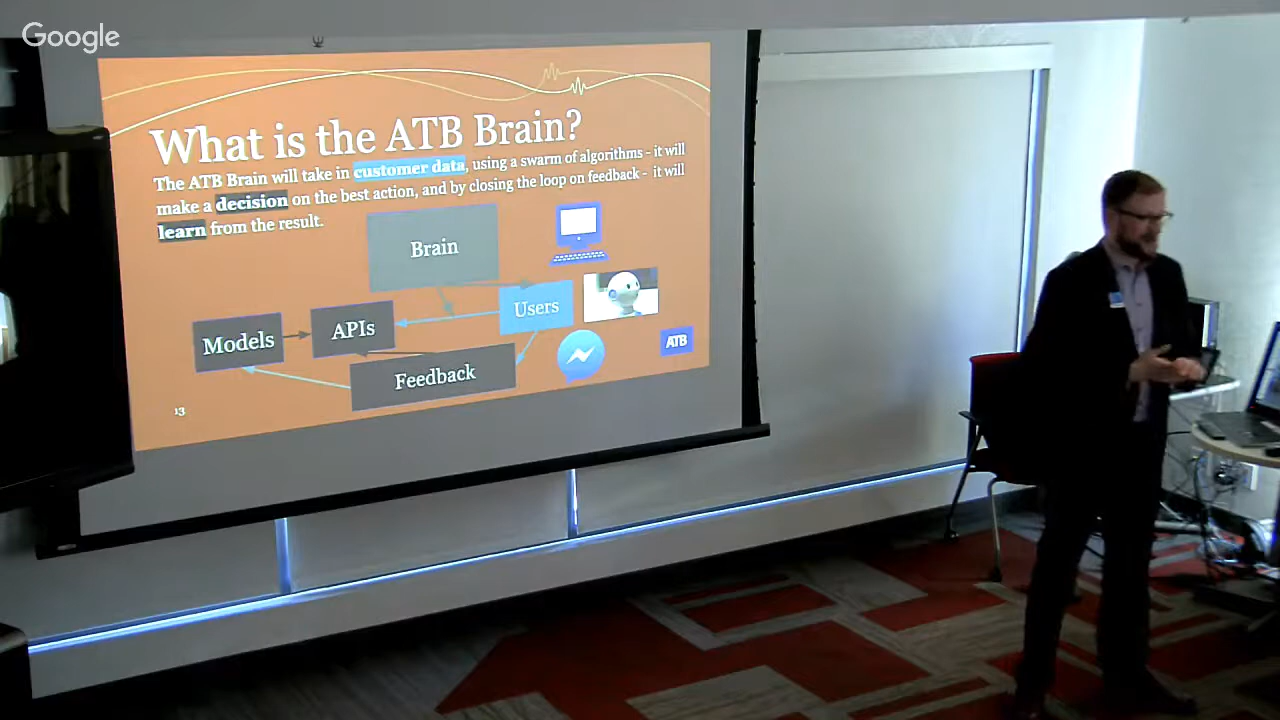 Google
What is the ATB Brain?
The ATB Brain will take in customer data, using a swarm of algorithms - it will
make a decision on the best action, and by closing the loop on feedback - it will
learn from the result.
Brain
Users
Models
APIs
Feedback
ATB
13